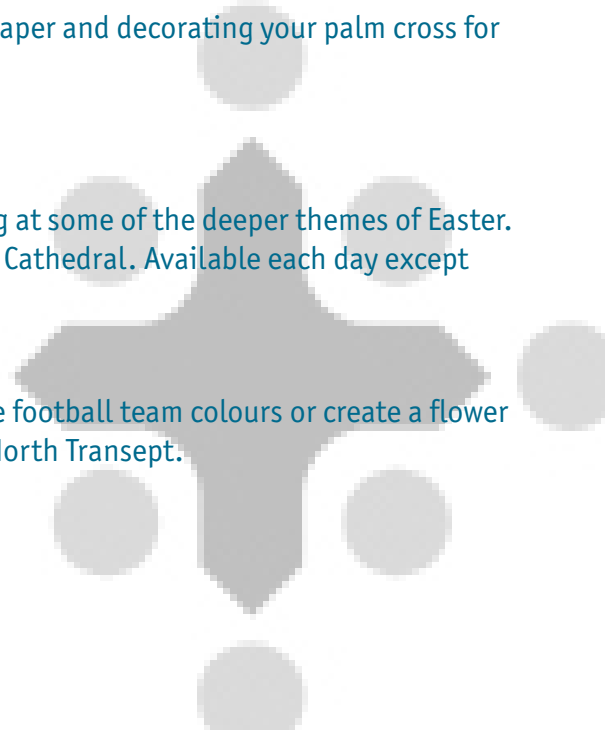 aper and decorating your palm cross for
g at some of the deeper themes of Easter.
Cathedral. Available each day except
e football team colours or create a flower
North Transept.